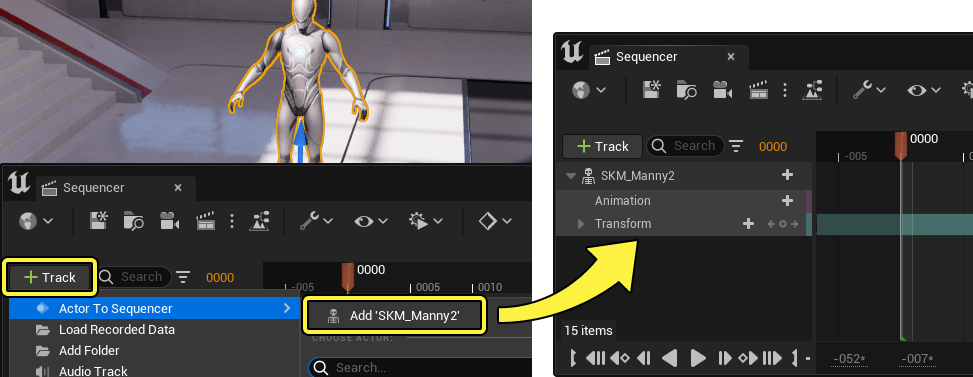 Sequencer
+ Track
Search
0000
-005
0000
0005
0010
Actor To Sequencer
Load Recorded Data
Add Folder
Audio Track
Add 'SKM_Manny2'
CHOOSE ACTOR:
Search...
Sequencer
+ Track
Search
0000
-005
0000
SKM_Manny2
Animation
Transform
15 items
-052*
-007*